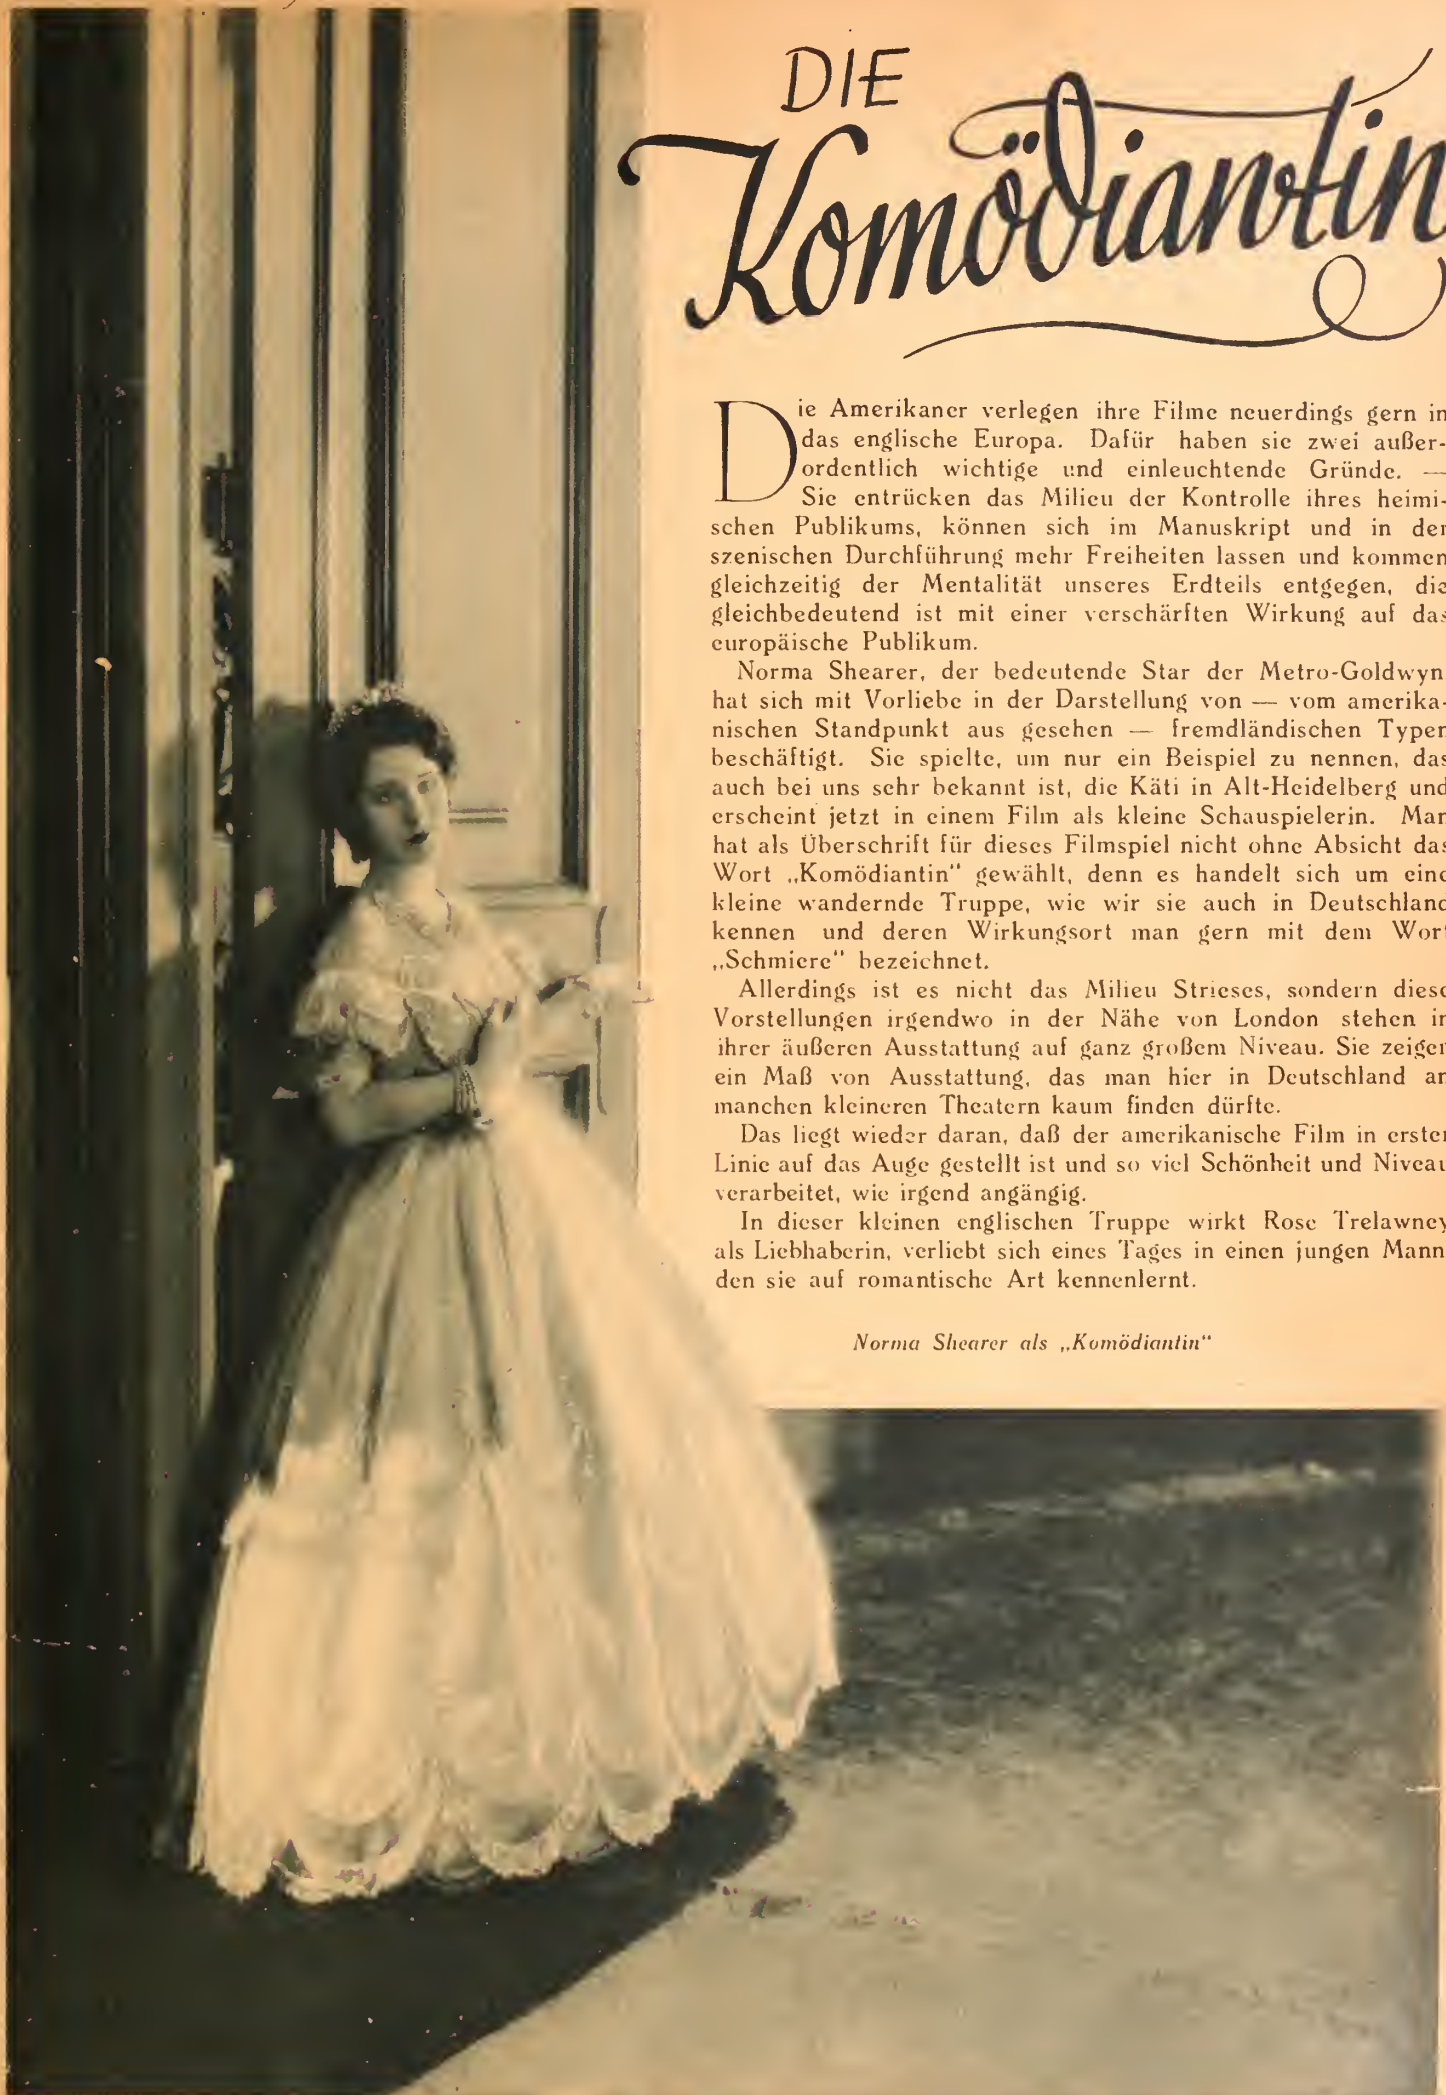 DIE
Komödiantin
Die Amerikaner verlegen ihre Filme neuerdings gern in
das englische Europa. Dafür haben sie zwei außer-
ordentlich wichtige und einleuchtende Gründe. —
Sie entrücken das Milieu der Kontrolle ihres heimi-
schen Publikums, können sich im Manuskript und in der
szenischen Durchführung mehr Freiheiten lassen und kommen
gleichzeitig der Mentalität unseres Erdteils entgegen, die
gleichbedeutend ist mit einer verschärften Wirkung auf das
europäische Publikum.
Norma Shearer, der bedeutende Star der Metro-Goldwyn
hat sich mit Vorliebe in der Darstellung von — vom amerika-
nischen Standpunkt aus gesehen — fremdländischen Typen
beschäftigt. Sie spielte, um nur ein Beispiel zu nennen, das
auch bei uns sehr bekannt ist, die Käti in Alt-Heidelberg und
erscheint jetzt in einem Film als kleine Schauspielerin. Man
hat als Überschrift für dieses Filmspiel nicht ohne Absicht das
Wort „Komödiantin“ gewählt, denn es handelt sich um eine
kleine wandernde Truppe, wie wir sie auch in Deutschland
kennen und deren Wirkungsort man gern mit dem Wort
„Schmiere“ bezeichnet.
Allerdings ist es nicht das Milieu Strieses, sondern diese
Vorstellungen irgendwo in der Nähe von London stehen in
ihrer äußeren Ausstattung auf ganz großem Niveau. Sie zeigen
ein Maß von Ausstattung, das man hier in Deutschland an
manchen kleineren Theatern kaum finden dürfte.
Das liegt wieder daran, daß der amerikanische Film in erster
Linie auf das Auge gestellt ist und so viel Schönheit und Niveau
verarbeitet, wie irgend angängig.
In dieser kleinen englischen Truppe wirkt Rose Trelawney
als Liebhaberin, verliebt sich eines Tages in einen jungen Mann
den sie auf romantische Art kennenlernt.
Norma Shearer als „Komödiantin“